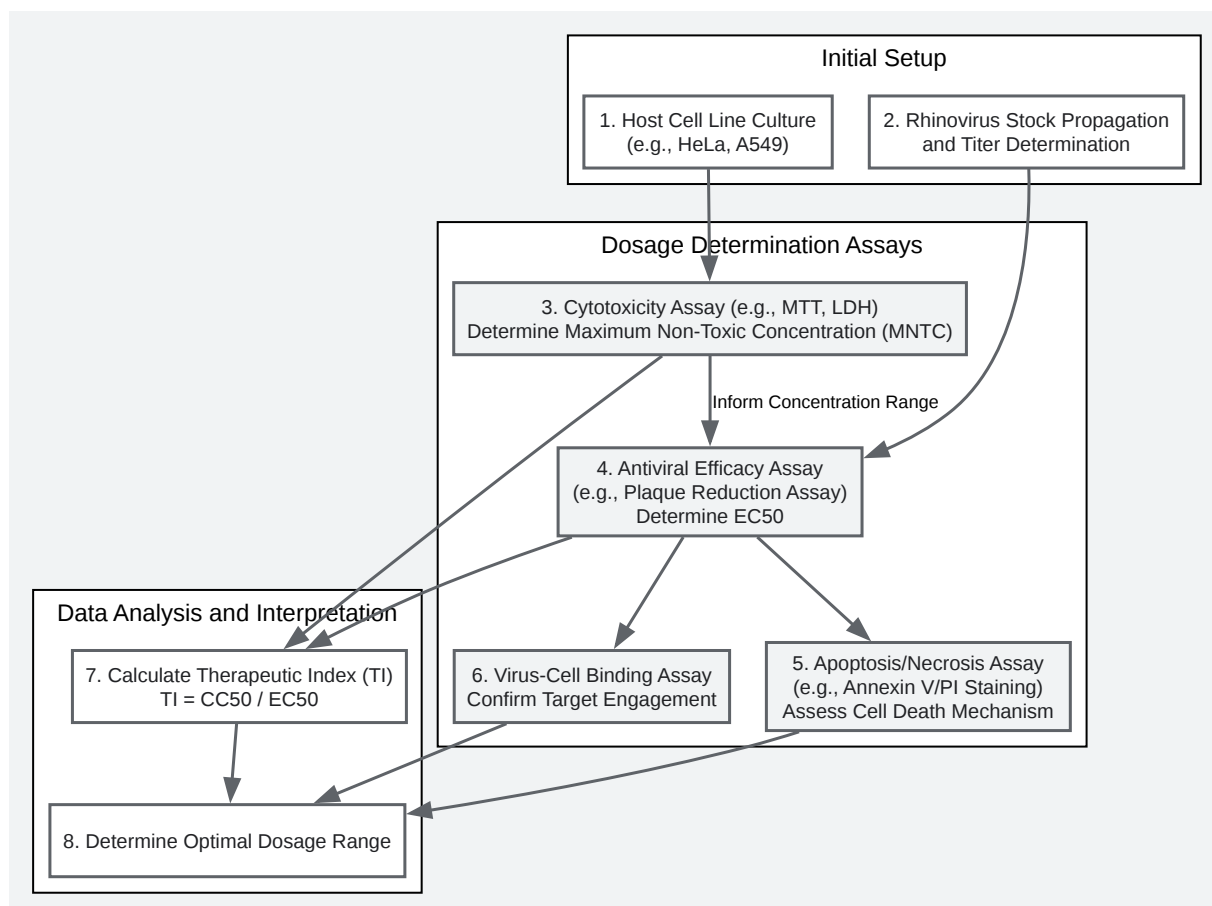 Initial Setup
1. Host Cell Line Culture
(e.g., HeLa, A549)
2. Rhinovirus Stock Propagation
and Titer Determination
Dosage Determination Assays
3. Cytotoxicity Assay (e.g., MTT, LDH)
Determine Maximum Non-Toxic Concentration (MNTC)
Inform Concentration Range
4. Antiviral Efficacy Assay
(e.g., Plaque Reduction Assay)
Determine EC50
6. Virus-Cell Binding Assay
Confirm Target Engagement
5. Apoptosis/Necrosis Assay
(e.g., Annexin V/PI Staining)
Assess Cell Death Mechanism
Data Analysis and Interpretation
7. Calculate Therapeutic Index (TI)
TI = CC50 / EC50
8. Determine Optimal Dosage Range